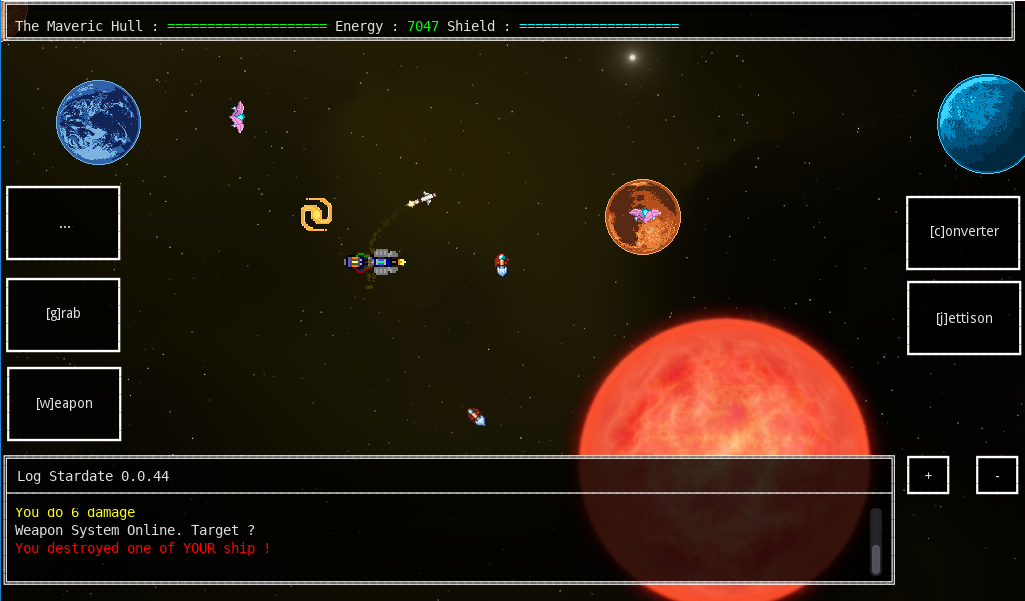 The Maveric Hull : ==================== Energy : 7047 Shield : ====================
...
[g]rab
[w]eapon
[c]onverter
[j]ettison
Log Stardate 0.0.44
+
-
You do 6 damage
Weapon System Online. Target ?
You destroyed one of YOUR ship !